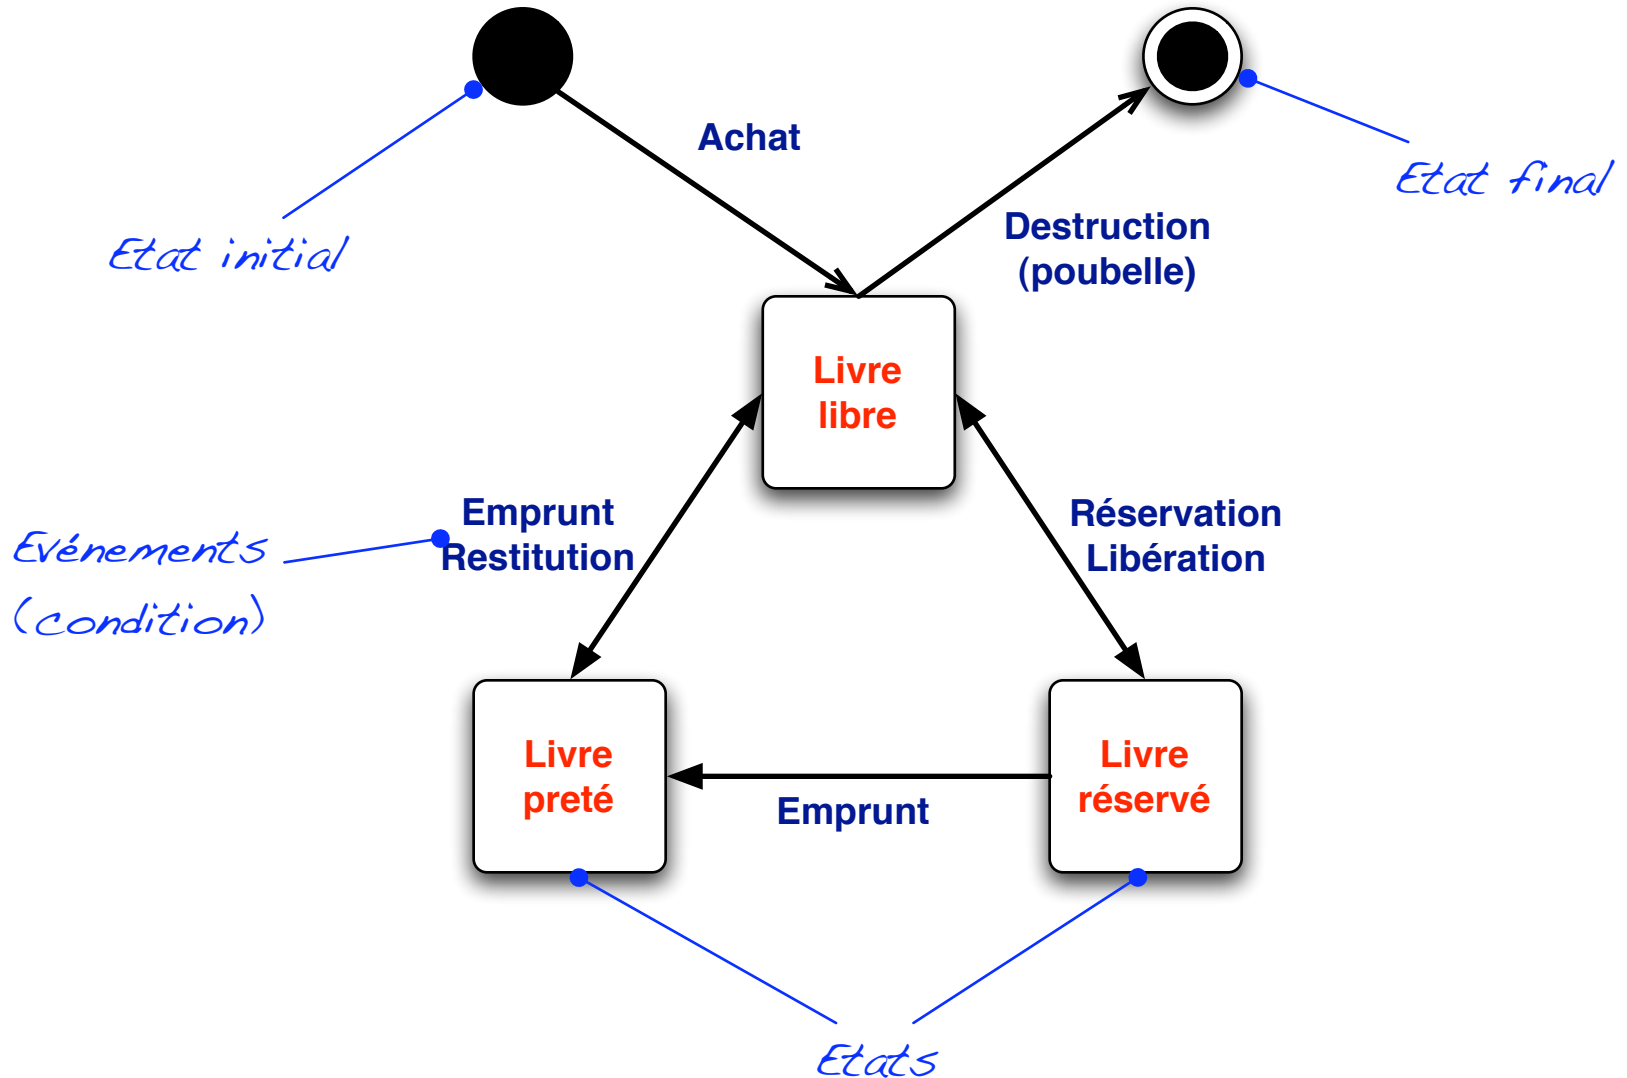 Achat
Etat final
Destruction
(poubelle)
Etat initial
Livre
libre
Emprunt
Restitution
Réservation
Libération
Evénements
(condition)
Livre
preté
Livre
réservé
Emprunt
Etats